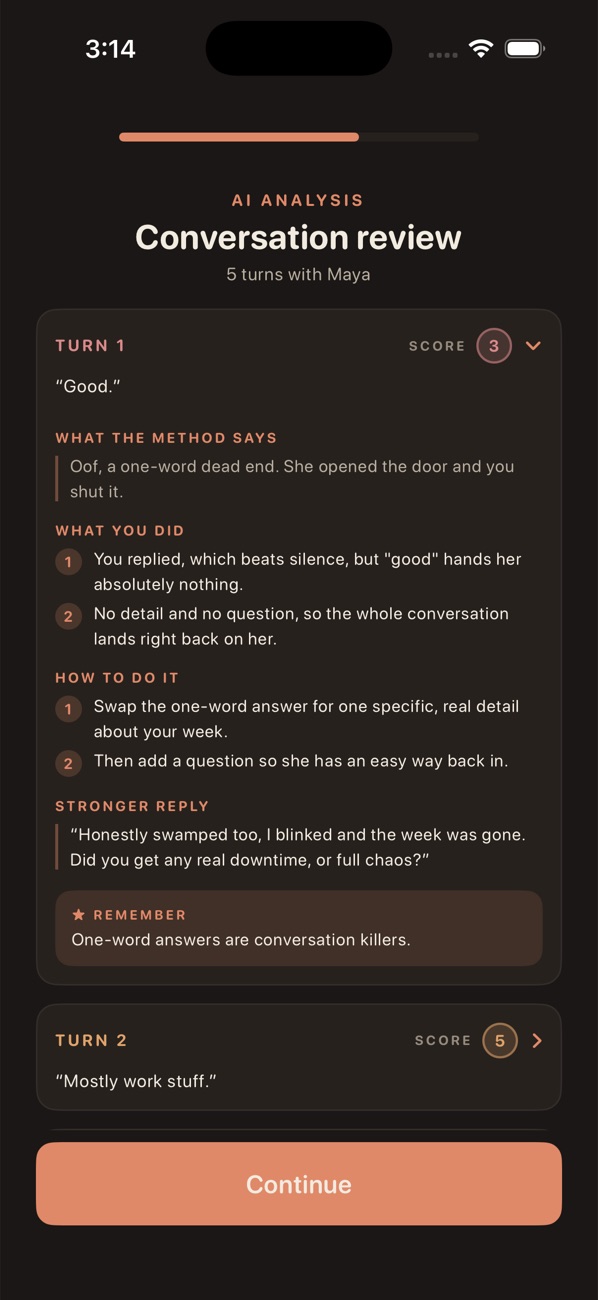 3:14
AI ANALYSIS
Conversation review
5 turns with Maya
TURN 1
SCORE
3
“Good.”
WHAT THE METHOD SAYS
Oof, a one-word dead end. She opened the door and you
shut it.
WHAT YOU DID
1
You replied, which beats silence, but "good" hands her
absolutely nothing.
2
No detail and no question, so the whole conversation
lands right back on her.
HOW TO DO IT
1
Swap the one-word answer for one specific, real detail
about your week.
2
Then add a question so she has an easy way back in.
STRONGER REPLY
“Honestly swamped too, I blinked and the week was gone.
Did you get any real downtime, or full chaos?”
REMEMBER
One-word answers are conversation killers.
TURN 2
SCORE
5
“Mostly work stuff.”
Continue